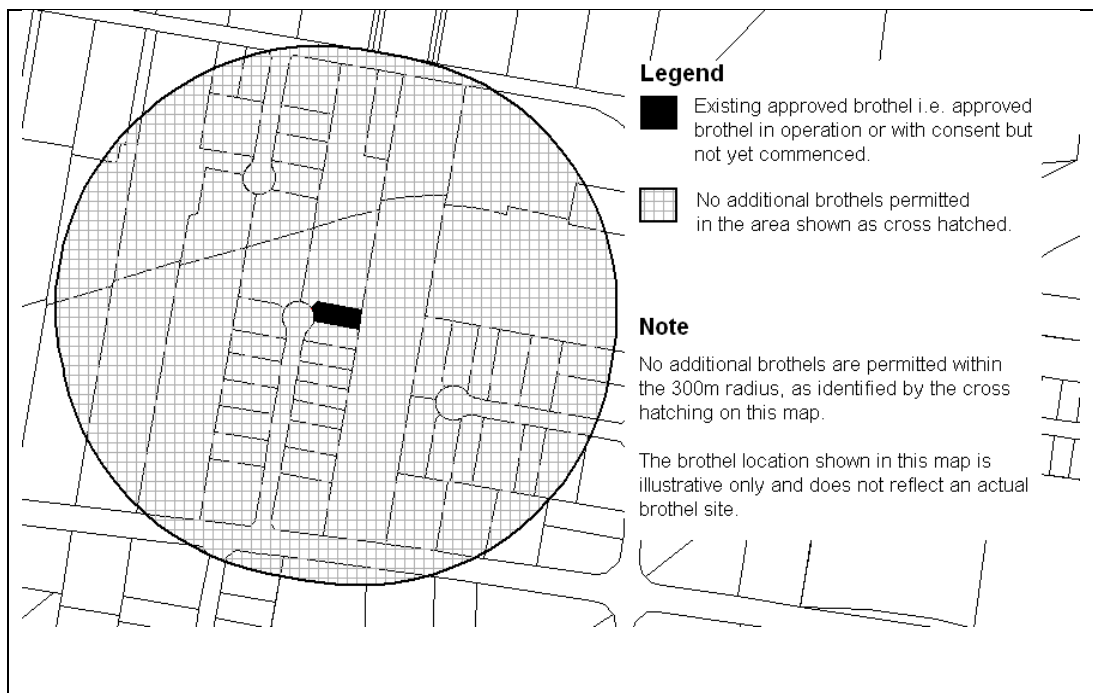 Legend
Existing approved brothel i.e. approved
brothel in operation or with consent but
not yet commenced.
No additional brothels permitted
in the area shown as cross hatched.
Note
No additional brothels are permitted within
the 300m radius, as identified by the cross
hatching on this map.
The brothel location shown in this map is
illustrative only and does not reflect an actual
brothel site.